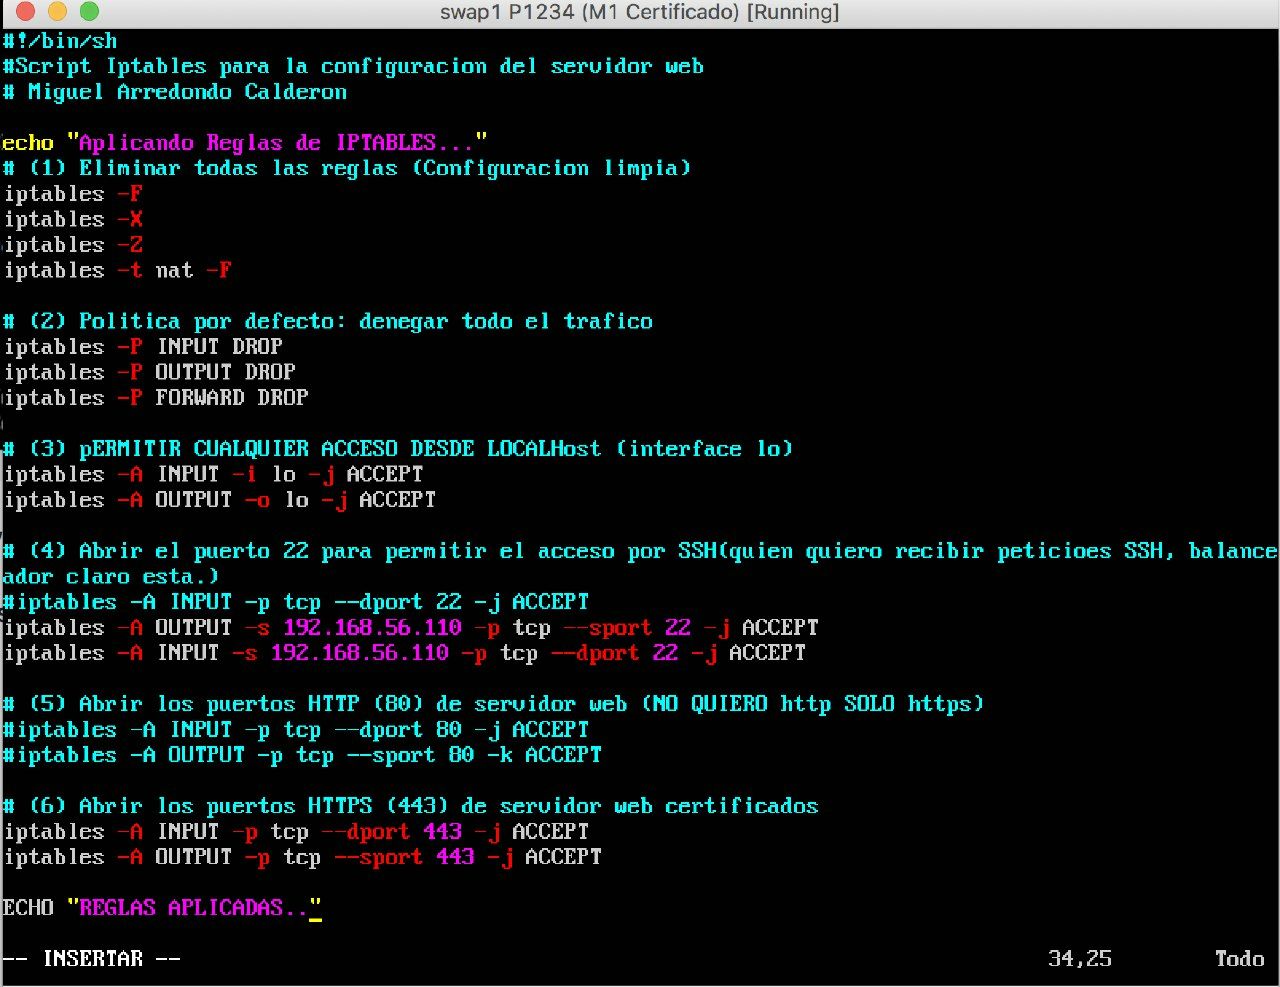 swap1 P1234 (M1 Certificado) [Running]
#!/bin/sh
#Script Iptables para la configuracion del servidor web
# Miguel Arredondo Calderon
echo "Aplicando Reglas de IPTABLES..."
# (1) Eliminar todas las reglas (Configuracion limpia)
iptables -F
iptables -X
iptables -Z
iptables -t nat -F
# (2) Politica por defecto: denegar todo el trafico
iptables -P INPUT DROP
iptables -P OUTPUT DROP
iptables -P FORWARD DROP
# (3) pERMITIR CUALQUIER ACCESO DESDE LOCALHost (interface lo)
iptables -A INPUT -i lo -j ACCEPT
iptables -A OUTPUT -o lo -j ACCEPT
# (4) Abrir el puerto 22 para permitir el acceso por SSH(quien quiero recibir peticioes SSH, balance
ador claro esta.)
#iptables -A INPUT -p tcp --dport 22 -j ACCEPT
iptables -A OUTPUT -s 192.168.56.110 -p tcp --sport 22 -j ACCEPT
iptables -A INPUT -s 192.168.56.110 -p tcp --dport 22 -j ACCEPT
# (5) Abrir los puertos HTTP (80) de servidor web (NO QUIERO http SOLO https)
#iptables -A INPUT -p tcp --dport 80 -j ACCEPT
#iptables -A OUTPUT -p tcp --sport 80 -k ACCEPT
# (6) Abrir los puertos HTTPS (443) de servidor web certificados
iptables -A INPUT -p tcp --dport 443 -j ACCEPT
iptables -A OUTPUT -p tcp --sport 443 -j ACCEPT
ECHO "REGLAS APLICADAS.."
-- INSERTAR -- 34,25 Todo